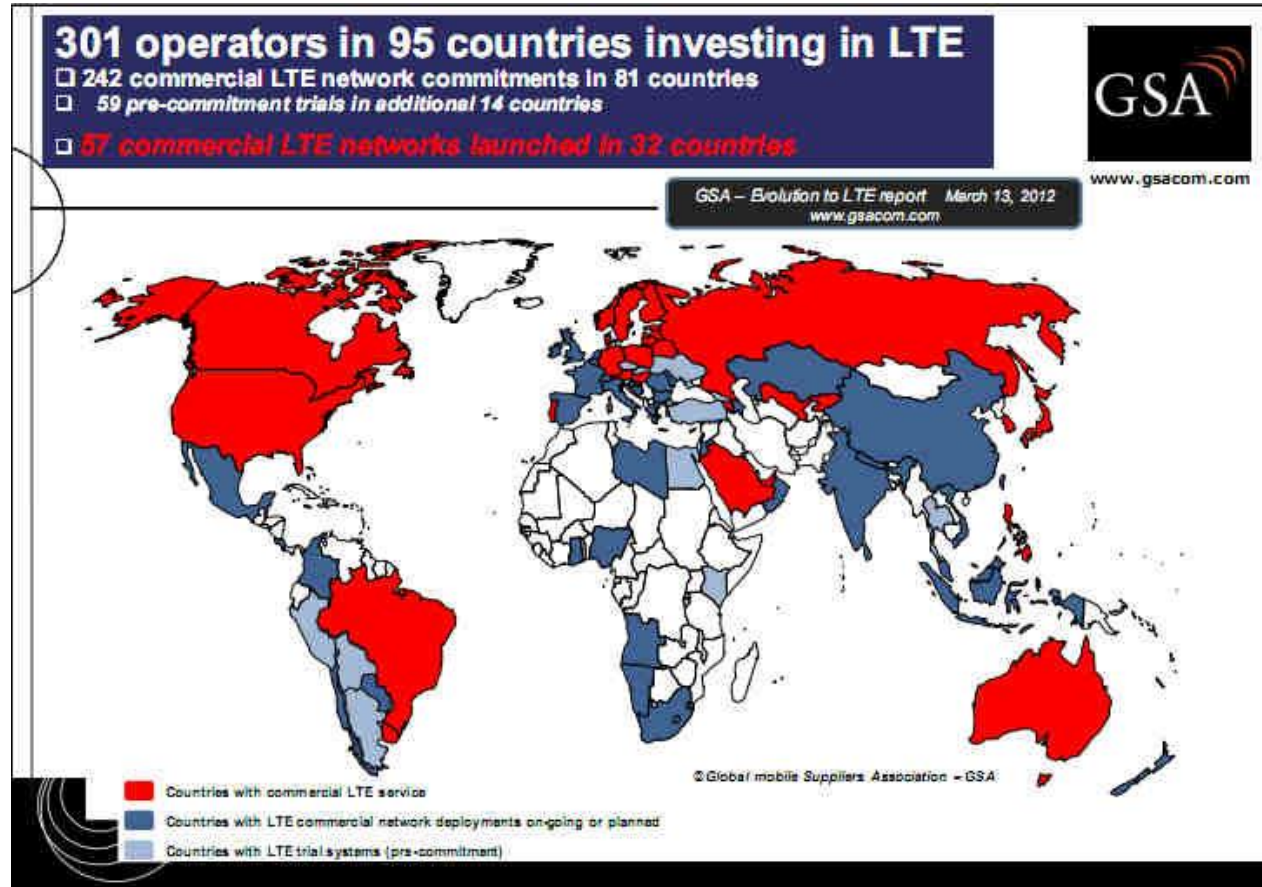 301 operators in 95 countries investing in LTE
❑ 242 commercial LTE network commitments in 81 countries
❑ 59 pre-commitment trials in additional 14 countries
❑ 57 commercial LTE networks launched in 32 countries
GSA
www.gsacom.com
GSA – Evolution to LTE report March 13, 2012
www.gsacom.com
©Global mobile Suppliers Association – GSA
Countries with commercial LTE service
Countries with LTE commercial network deployments on-going or planned
Countries with LTE trial systems (pre-commitment)